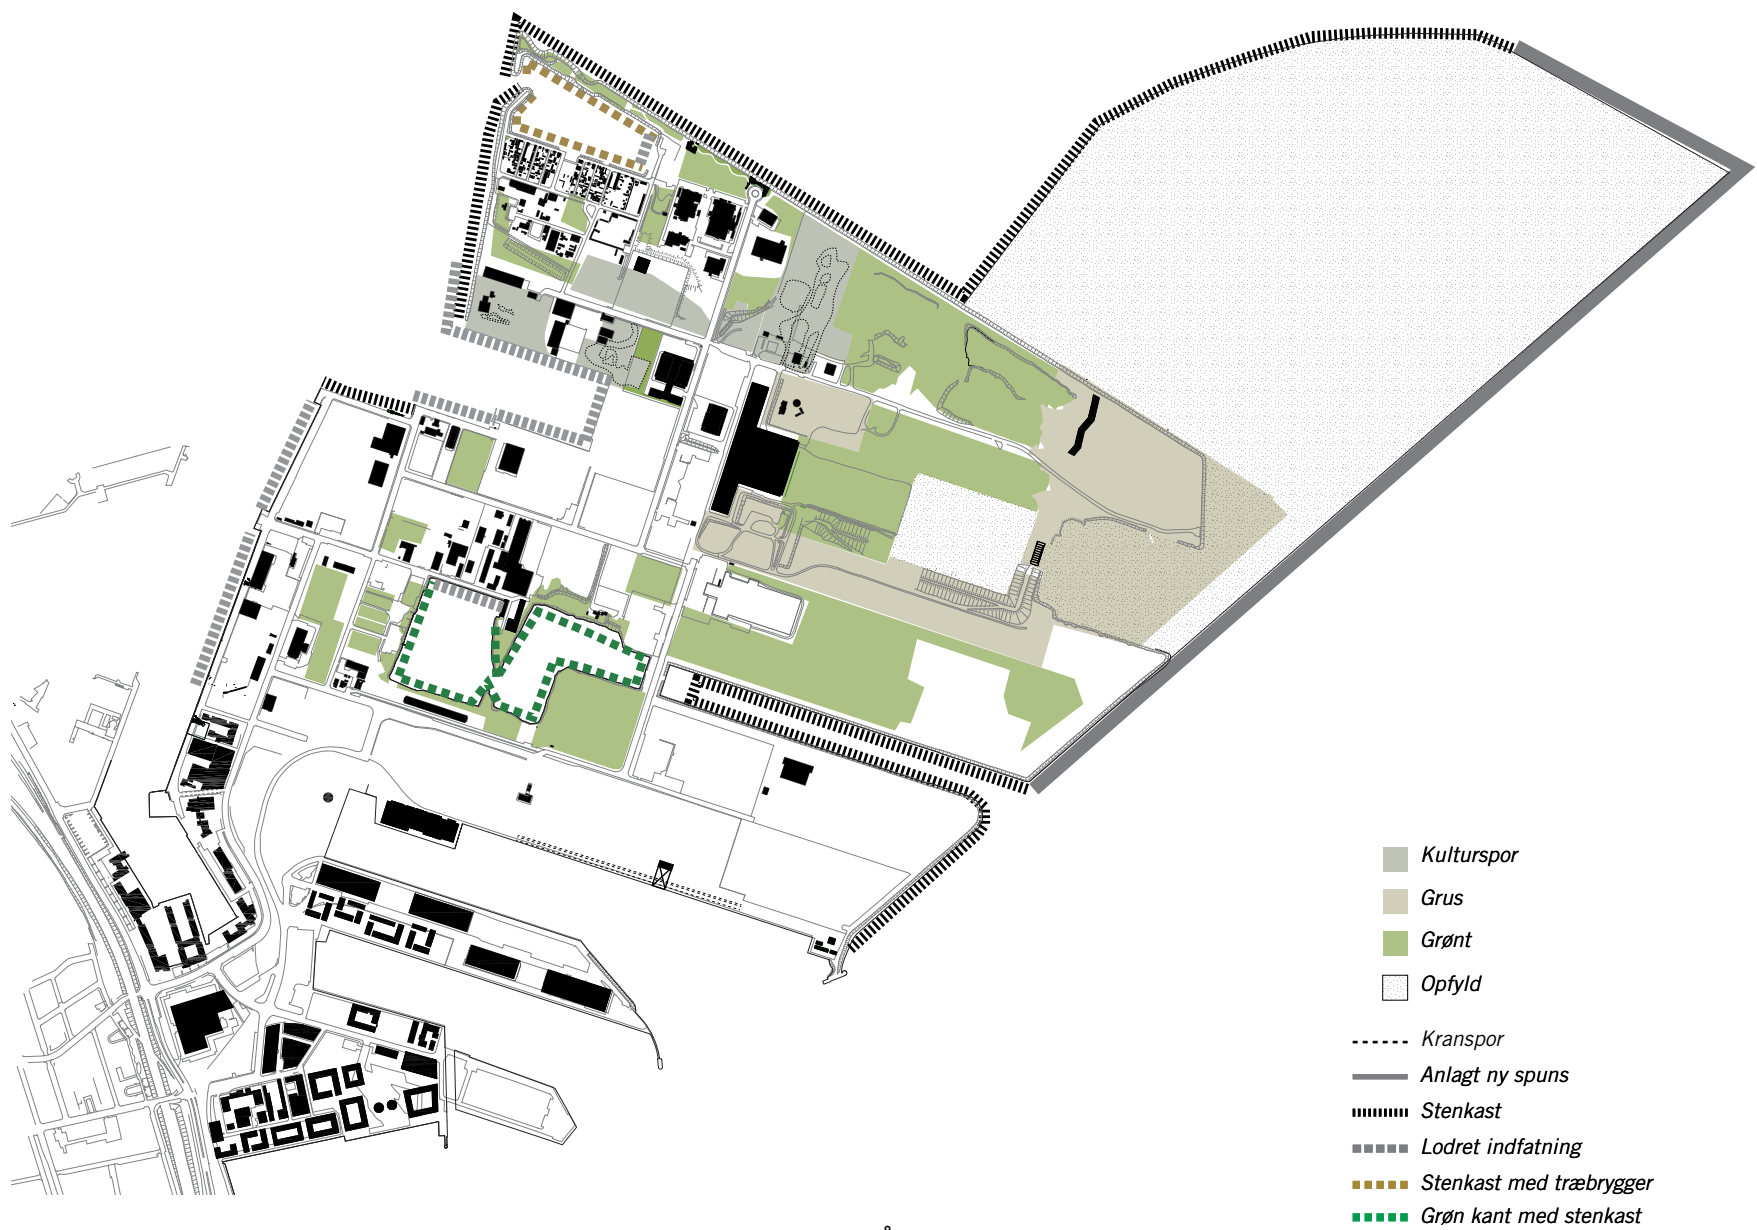 Kulturspor
Grus
Grønt
Opfyld
Kranspor
Anlagt ny spuns
Stenkast
Lodret indfatning
Stenkast med træbrygger
Grøn kant med stenkast